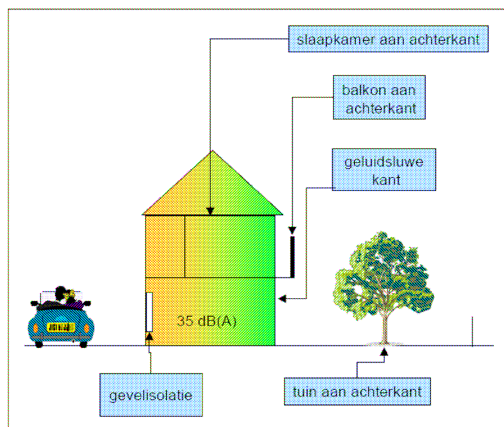 slaapkamer aan achterkant
balkon aan
achterkant
geluidsluwe
kant
35 dB(A)
gevelisolatie
tuin aan achterkant